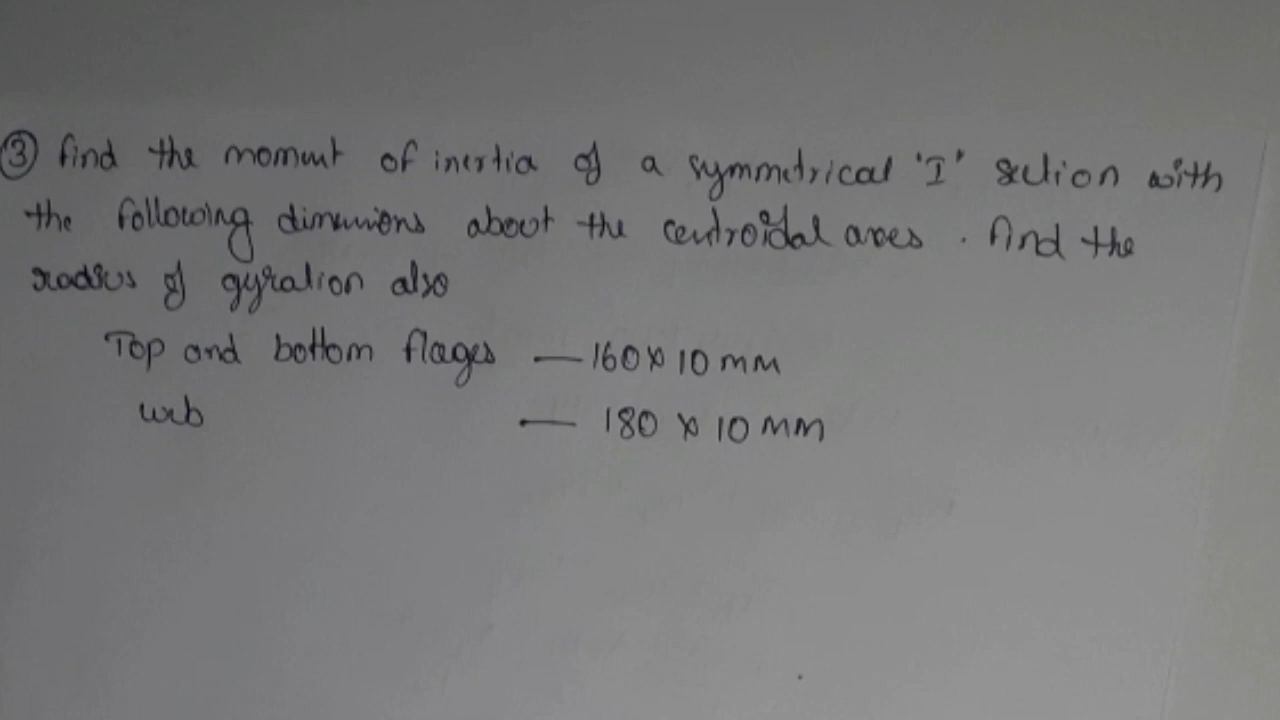 ③ find the moment of inertia of a symmetrical 'I' section with
the following dimensions about the centroidal axes . find the
radius of gyration also
Top and bottom flages — 160 x 10 mm
web — 180 x 10 mm